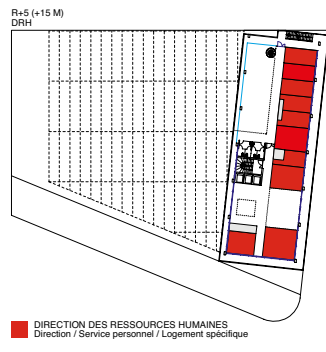 R+5 (+15 M)
DRH
DIRECTION DES RESSOURCES HUMAINES
Direction / Service personnel / Logement spécifique